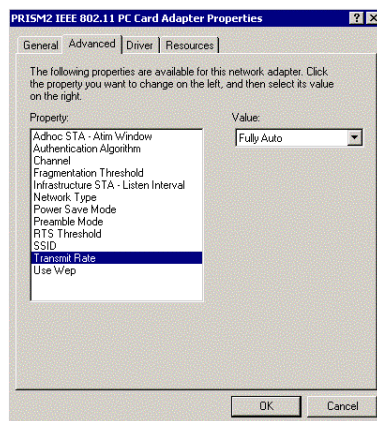 PRISM2 IEEE 802.11 PC Card Adapter Properties
General Advanced Driver Resources
The following properties are available for this network adapter. Click
the property you want to change on the left, and then select its value
on the right.
Property:
Value:
Adhoc STA - Atim Window
Authentication Algorithm
Channel
Fragmentation Threshold
Infrastructure STA - Listen Interval
Network Type
Power Save Mode
Preamble Mode
RTS Threshold
SSID
Transmit Rate
Use Wep
Fully Auto
OK Cancel